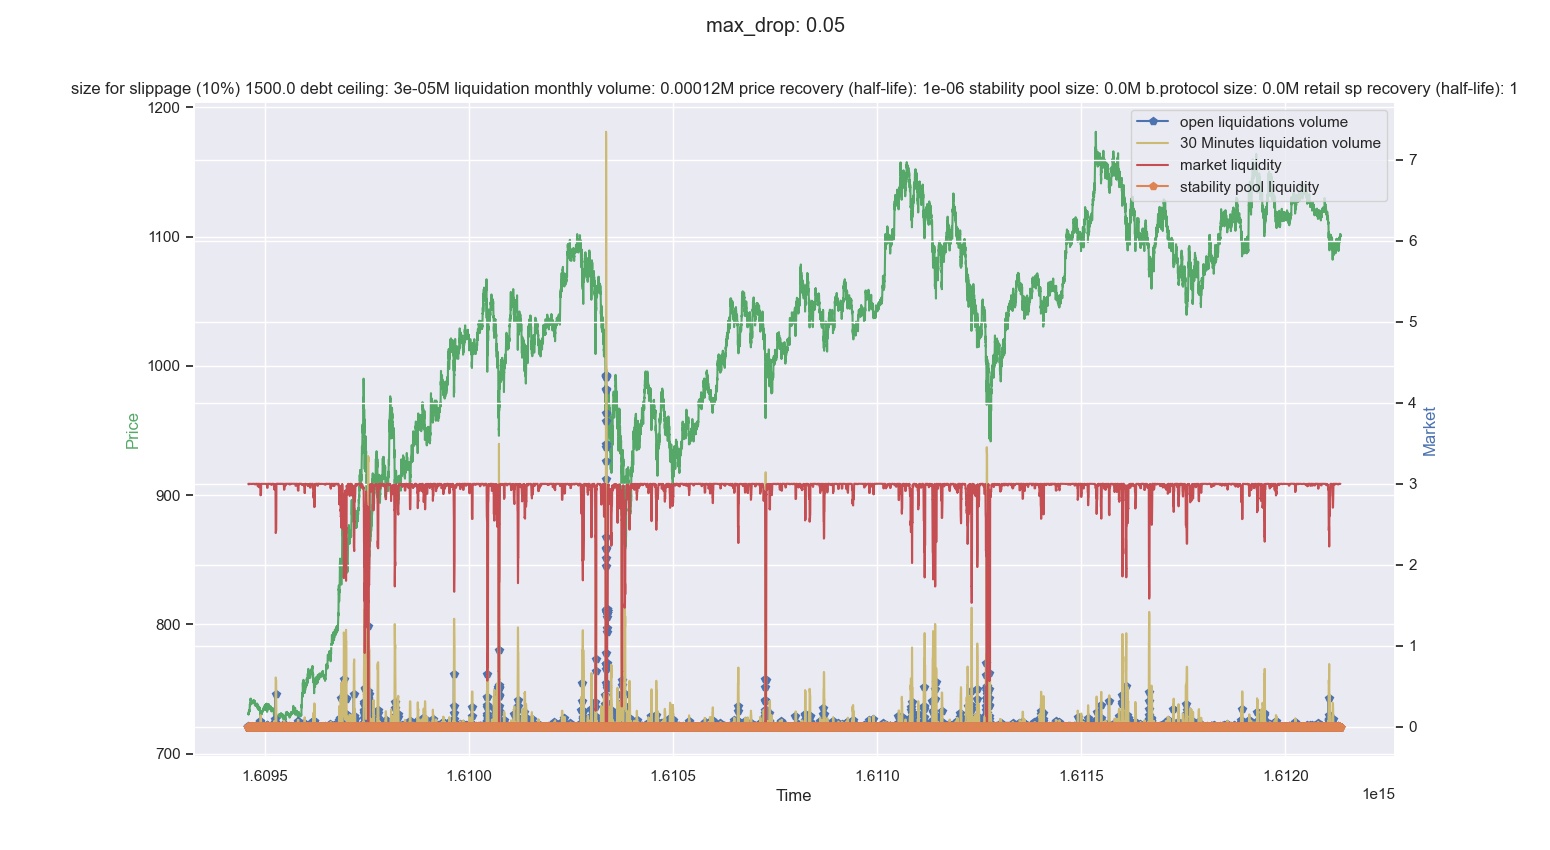 max_drop: 0.05
size for slippage (10%) 1500.0 debt ceiling: 3e-05M liquidation monthly volume: 0.00012M price recovery (half-life): 1e-06 stability pool size: 0.0M b.protocol size: 0.0M retail sp recovery (half-life): 1
open liquidations volume
30 Minutes liquidation volume
market liquidity
stability pool liquidity
1200
1100
1000
900
800
700
Price
7
6
5
4
3
2
1
0
Market
1.6095
1.6100
1.6105
1.6110
1.6115
1.6120
Time
1e15